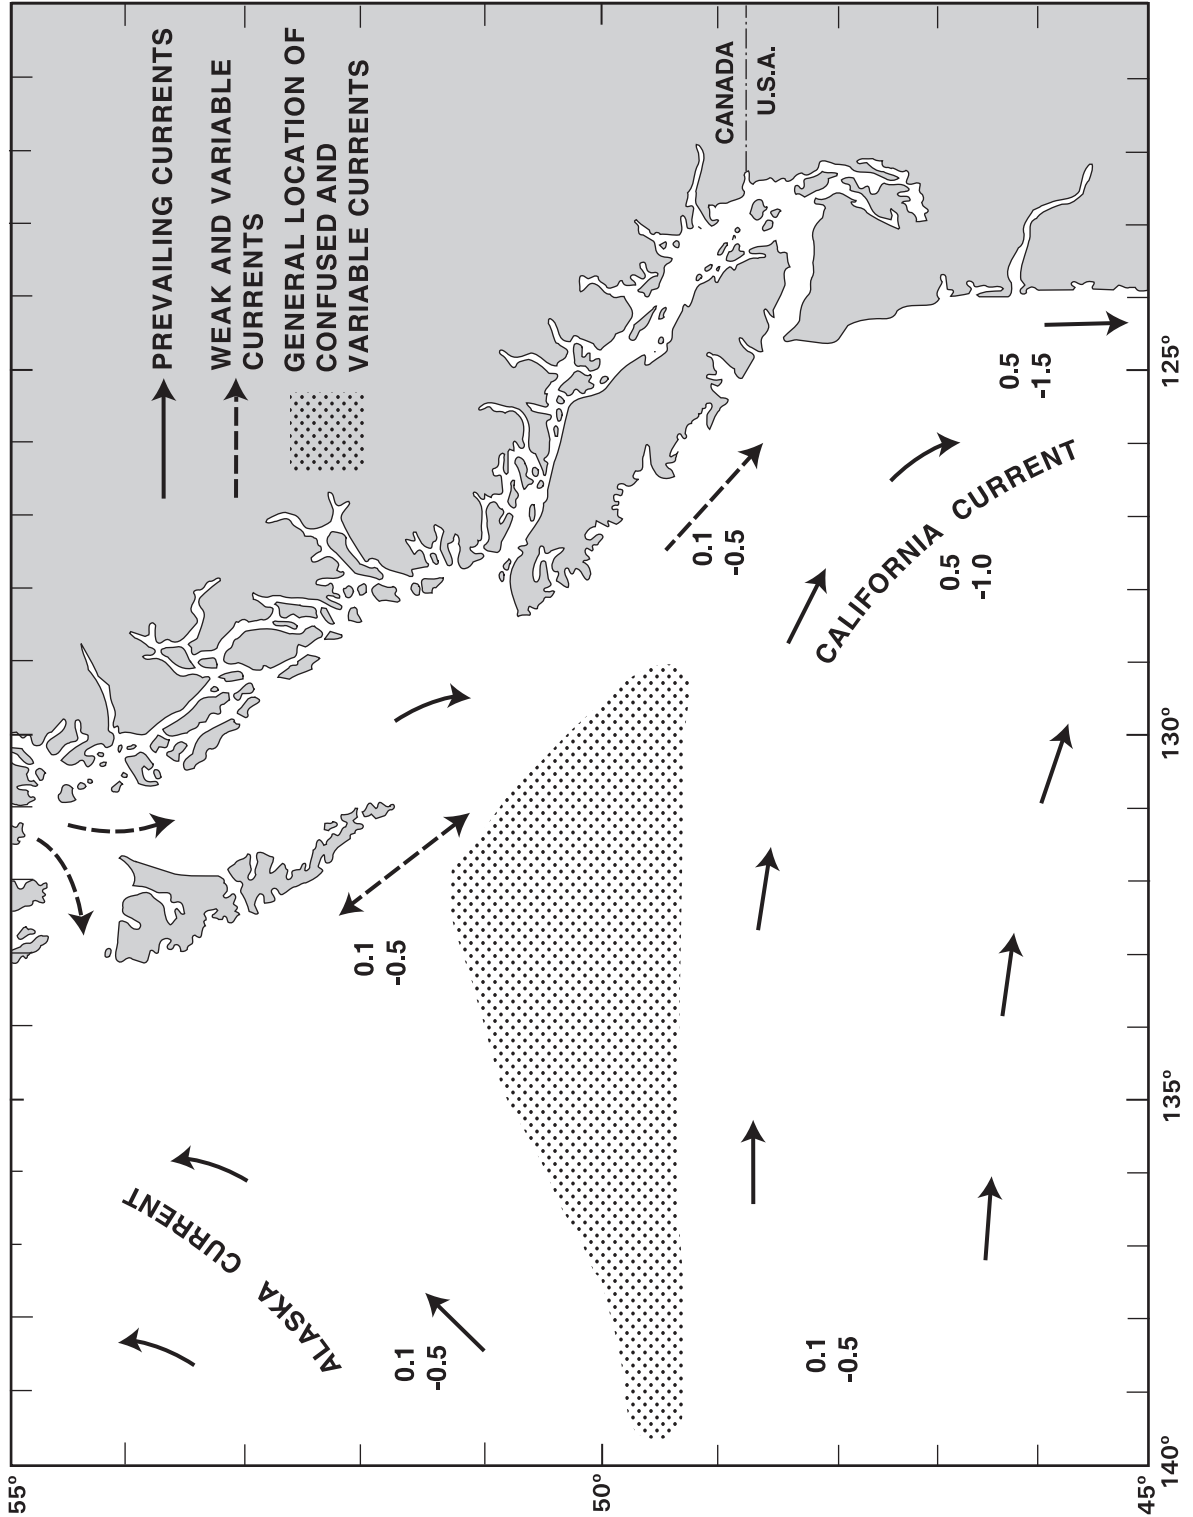 PREVAILING CURRENTS
WEAK AND VARIABLE
CURRENTS
GENERAL LOCATION OF
CONFUSED AND
VARIABLE CURRENTS
CANADA
U.S.A.
ALASKA CURRENT
0.1
-0.5
0.1
-0.5
0.1
-0.5
0.1
-0.5
CALIFORNIA CURRENT
0.5
-1.0
0.5
-1.5
55°
50°
45°
140°
135°
130°
125°